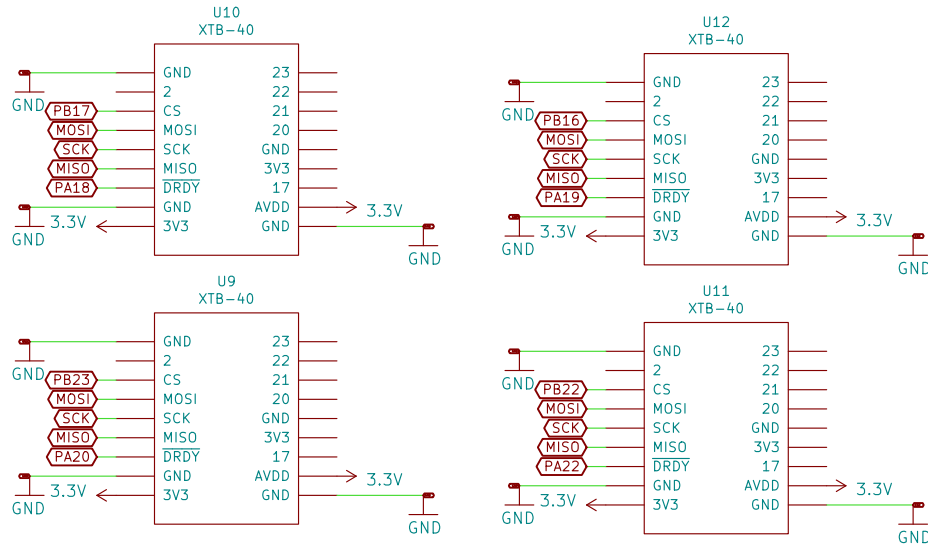 U10
XTB-40
GND 23
2 22
GND PB17 CS 21
MOSI MOSI 20
SCK SCK GND
MISO MISO 3V3
PA18 DRDY 17
GND AVDD 3.3V
GND 3.3V 3V3 GND
GND
U12
XTB-40
GND 23
2 22
GND PB16 CS 21
MOSI MOSI 20
SCK SCK GND
MISO MISO 3V3
PA19 DRDY 17
GND AVDD 3.3V
GND 3.3V 3V3 GND
GND
U9
XTB-40
GND 23
2 22
GND PB23 CS 21
MOSI MOSI 20
SCK SCK GND
MISO MISO 3V3
PA20 DRDY 17
GND AVDD 3.3V
GND 3.3V 3V3 GND
GND
U11
XTB-40
GND 23
2 22
GND PB22 CS 21
MOSI MOSI 20
SCK SCK GND
MISO MISO 3V3
PA22 DRDY 17
GND AVDD 3.3V
GND 3.3V 3V3 GND
GND